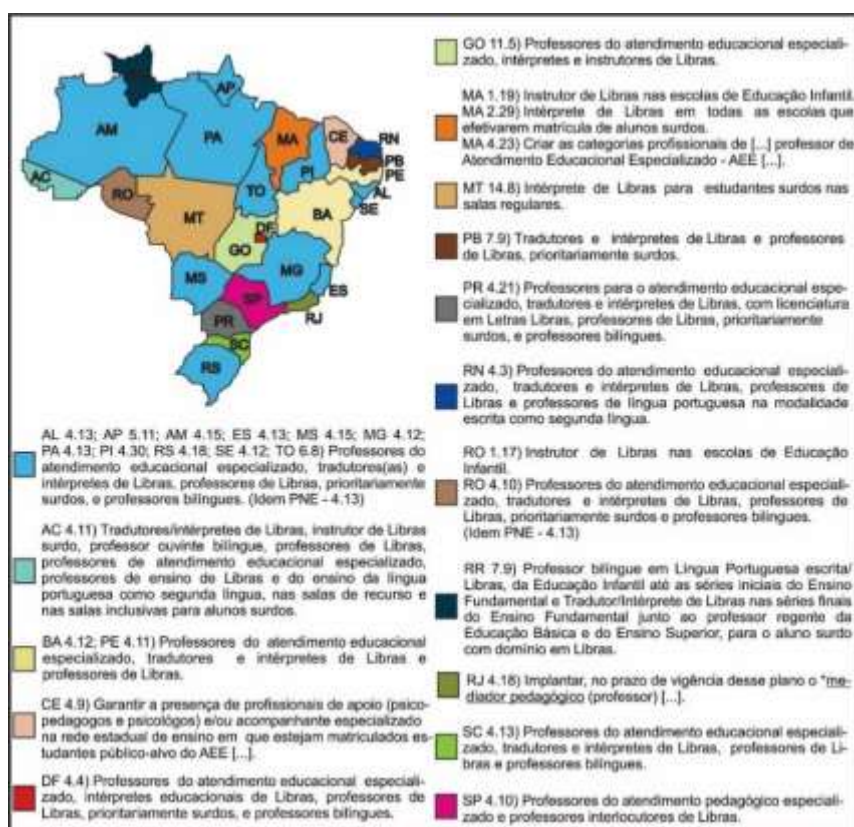 AP
AM
PA
MA
CE
RN
PB
PE
PI
AC
TO
AL
SE
RO
BA
MT
DF
GO
MG
MS
ES
SP
RJ
PR
SC
RS
AL 4.13; AP 5.11; AM 4.15; ES 4.13; MS 4.15; MG 4.12;
PA 4.13; PI 4.30; RS 4.18; SE 4.12; TO 6.8) Professores do
atendimento educacional especializado, tradutores(as) e
intérpretes de Libras, professores de Libras, prioritariamente
surdos, e professores bilíngues. (Idem PNE - 4.13)
AC 4.11) Tradutores/intérpretes de Libras, instrutor de Libras
surdo, professor ouvinte bilíngue, professores de Libras,
professores de atendimento educacional especializado,
professores de ensino de Libras e do ensino da língua
portuguesa como segunda língua, nas salas de recurso e
nas salas inclusivas para alunos surdos.
BA 4.12; PE 4.11) Professores do atendimento educacional
especializado, tradutores e intérpretes de Libras e
professores de Libras.
CE 4.9) Garantir a presença de profissionais de apoio (psico-
pedagogos e psicológos) e/ou acompanhante especializado
na rede estadual de ensino em que estejam matriculados es-
tudantes público-alvo do AEE [...].
DF 4.4) Professores do atendimento educacional especiali-
zado, intérpretes educacionais de Libras, professores de
Libras, prioritariamente surdos, e professores bilíngues.
GO 11.5) Professores do atendimento educacional especiali-
zado, intérpretes e instrutores de Libras.
MA 1.19) Instrutor de Libras nas escolas de Educação Infantil.
MA 2.29) Intérprete de Libras em todas as escolas que
efetivarem matrícula de alunos surdos.
MA 4.23) Criar as categorias profissionais de [...] professor de
Atendimento Educacional Especializado - AEE [...].
MT 14.8) Intérprete de Libras para estudantes surdos nas
salas regulares.
PB 7.9) Tradutores e intérpretes de Libras e professores
de Libras, prioritariamente surdos.
PR 4.21) Professores para o atendimento educacional espe-
cializado, tradutores e intérpretes de Libras, com licenciatura
em Letras Libras, professores de Libras, prioritariamente
surdos, e professores bilíngues.
RN 4.3) Professores do atendimento educacional especiali-
zado, tradutores e intérpretes de Libras, professores de
Libras e professores de língua portuguesa na modalidade
escrita como segunda língua.
RO 1.17) Instrutor de Libras nas escolas de Educação
Infantil.
RO 4.10) Professores do atendimento educacional especiali-
zado, tradutores e intérpretes de Libras, professores de
Libras, prioritariamente surdos e professores bilíngues.
(Idem PNE - 4.13)
RR 7.9) Professor bilíngue em Língua Portuguesa escrita/
Libras, da Educação Infantil até as séries iniciais do Ensino
Fundamental e Tradutor/Intérprete de Libras nas séries finais
do Ensino Fundamental junto ao professor regente da
Educação Básica e do Ensino Superior, para o aluno surdo
com domínio em Libras.
RJ 4.18) Implantar, no prazo de vigência desse plano o "me-
diador pedagógico (professor) [...].
SC 4.13) Professores do atendimento educacional especiali-
zado, tradutores e intérpretes de Libras, professores de Li-
bras e professores bilíngues.
SP 4.10) Professores do atendimento pedagógico especiali-
zado e professores interlocutores de Libras.